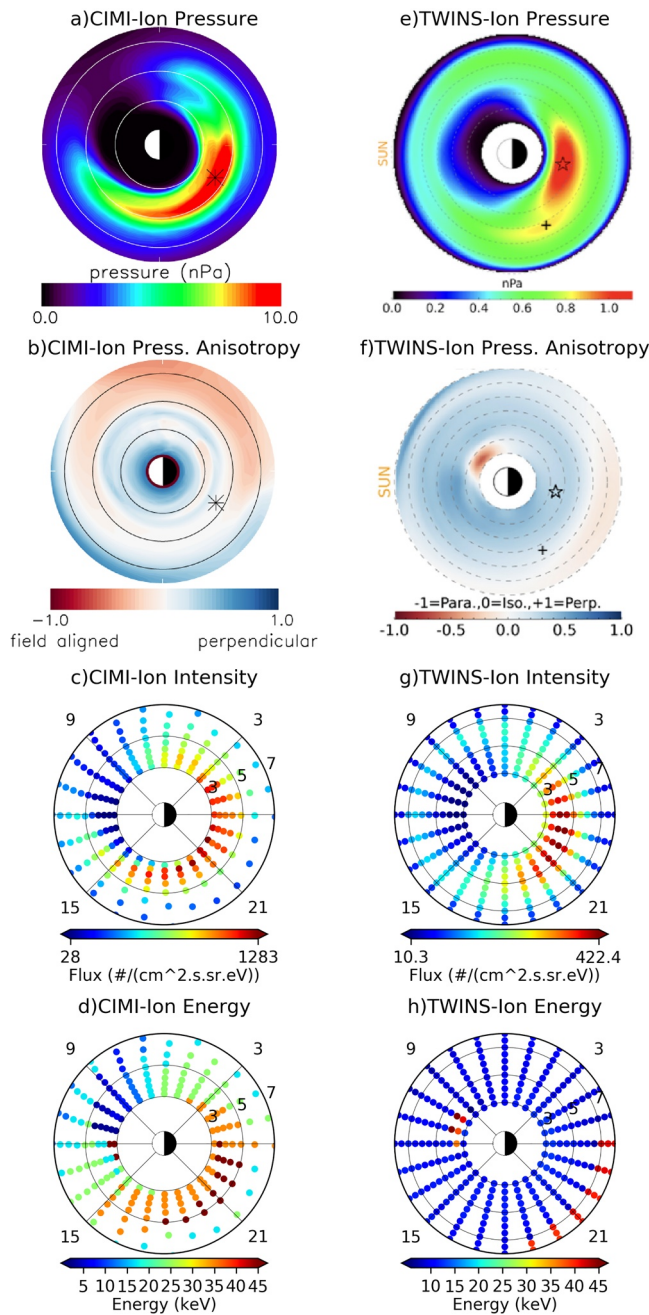 a)CIMI-Ion Pressure
pressure (nPa)
0.0 10.0
e)TWINS-Ion Pressure
SUN
nPa
0.0 0.2 0.4 0.6 0.8 1.0
b)CIMI-Ion Press. Anisotropy
-1.0 1.0
field aligned perpendicular
f)TWINS-Ion Press. Anisotropy
SUN
-1=Para.,0=Iso.,+1=Perp.
-1.0 -0.5 0.0 0.5 1.0
c)CIMI-Ion Intensity
9 3
3 5 7
15 21
28 1283
Flux (#/(cm^2.s.sr.eV))
g)TWINS-Ion Intensity
9 3
3 5 7
15 21
10.3 422.4
Flux (#/(cm^2.s.sr.eV))
d)CIMI-Ion Energy
9 3
3 5 7
15 21
5 10 15 20 25 30 35 40 45
Energy (keV)
h)TWINS-Ion Energy
9 3
3 5 7
15 21
10 15 20 25 30 35 40 45
Energy (keV)